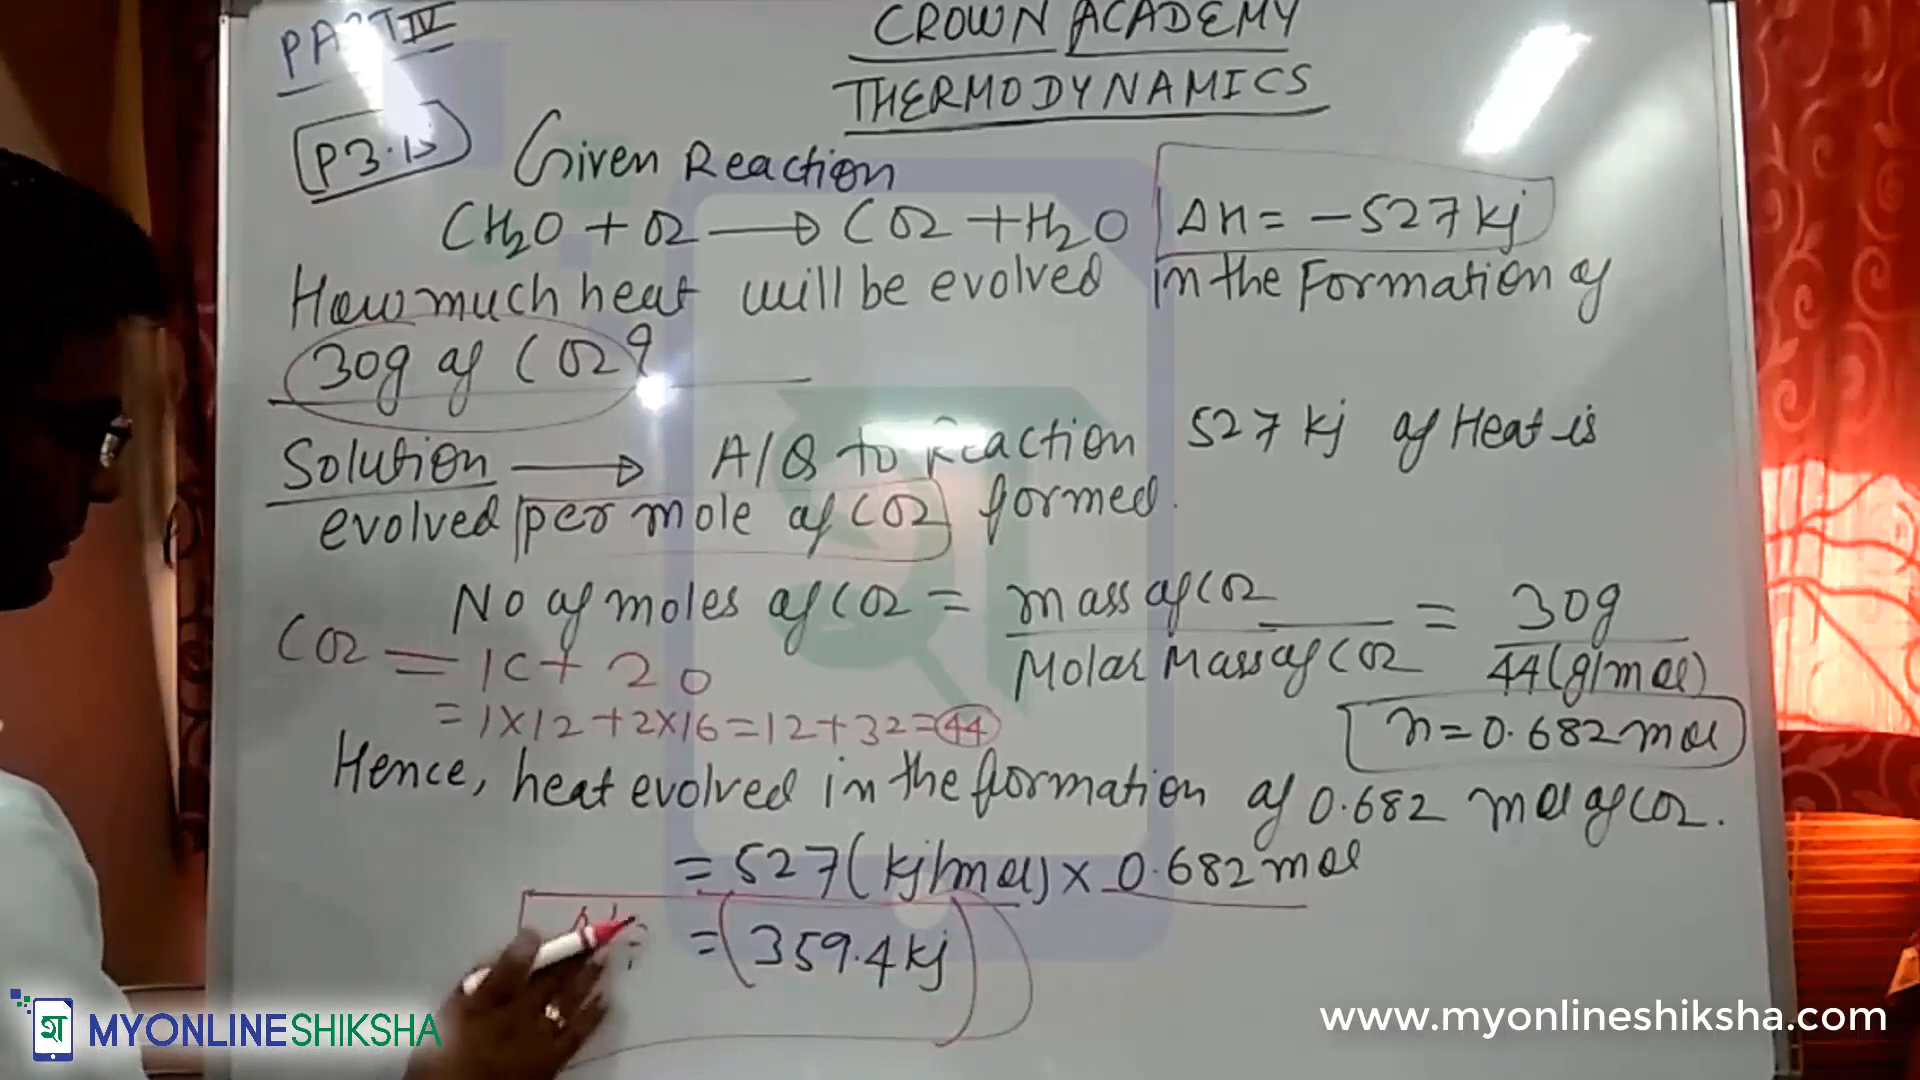 PART IV
CROWN ACADEMY
THERMODYNAMICS
P3.1>
Given Reaction
CH2O + O2 → CO2 + H2O ΔH = -527 kj
How much heat will be evolved in the Formation of
30g of CO2?
Solution → A/Q to Reaction 527 kj of Heat is
evolved per mole of CO2 formed.
No of moles of CO2 = mass of CO2 / Molar Mass of CO2 = 30g / 44(g/mol)
CO2 = 1C + 2O
n = 0.682 mol
= 1×12+2×16=12+32=44
Hence, heat evolved in the formation of 0.682 mol of CO2.
= 527(kj/mol) × 0.682 mol
= (359.4 kj)
श MYONLINESHIKSHA
www.myonlineshiksha.com